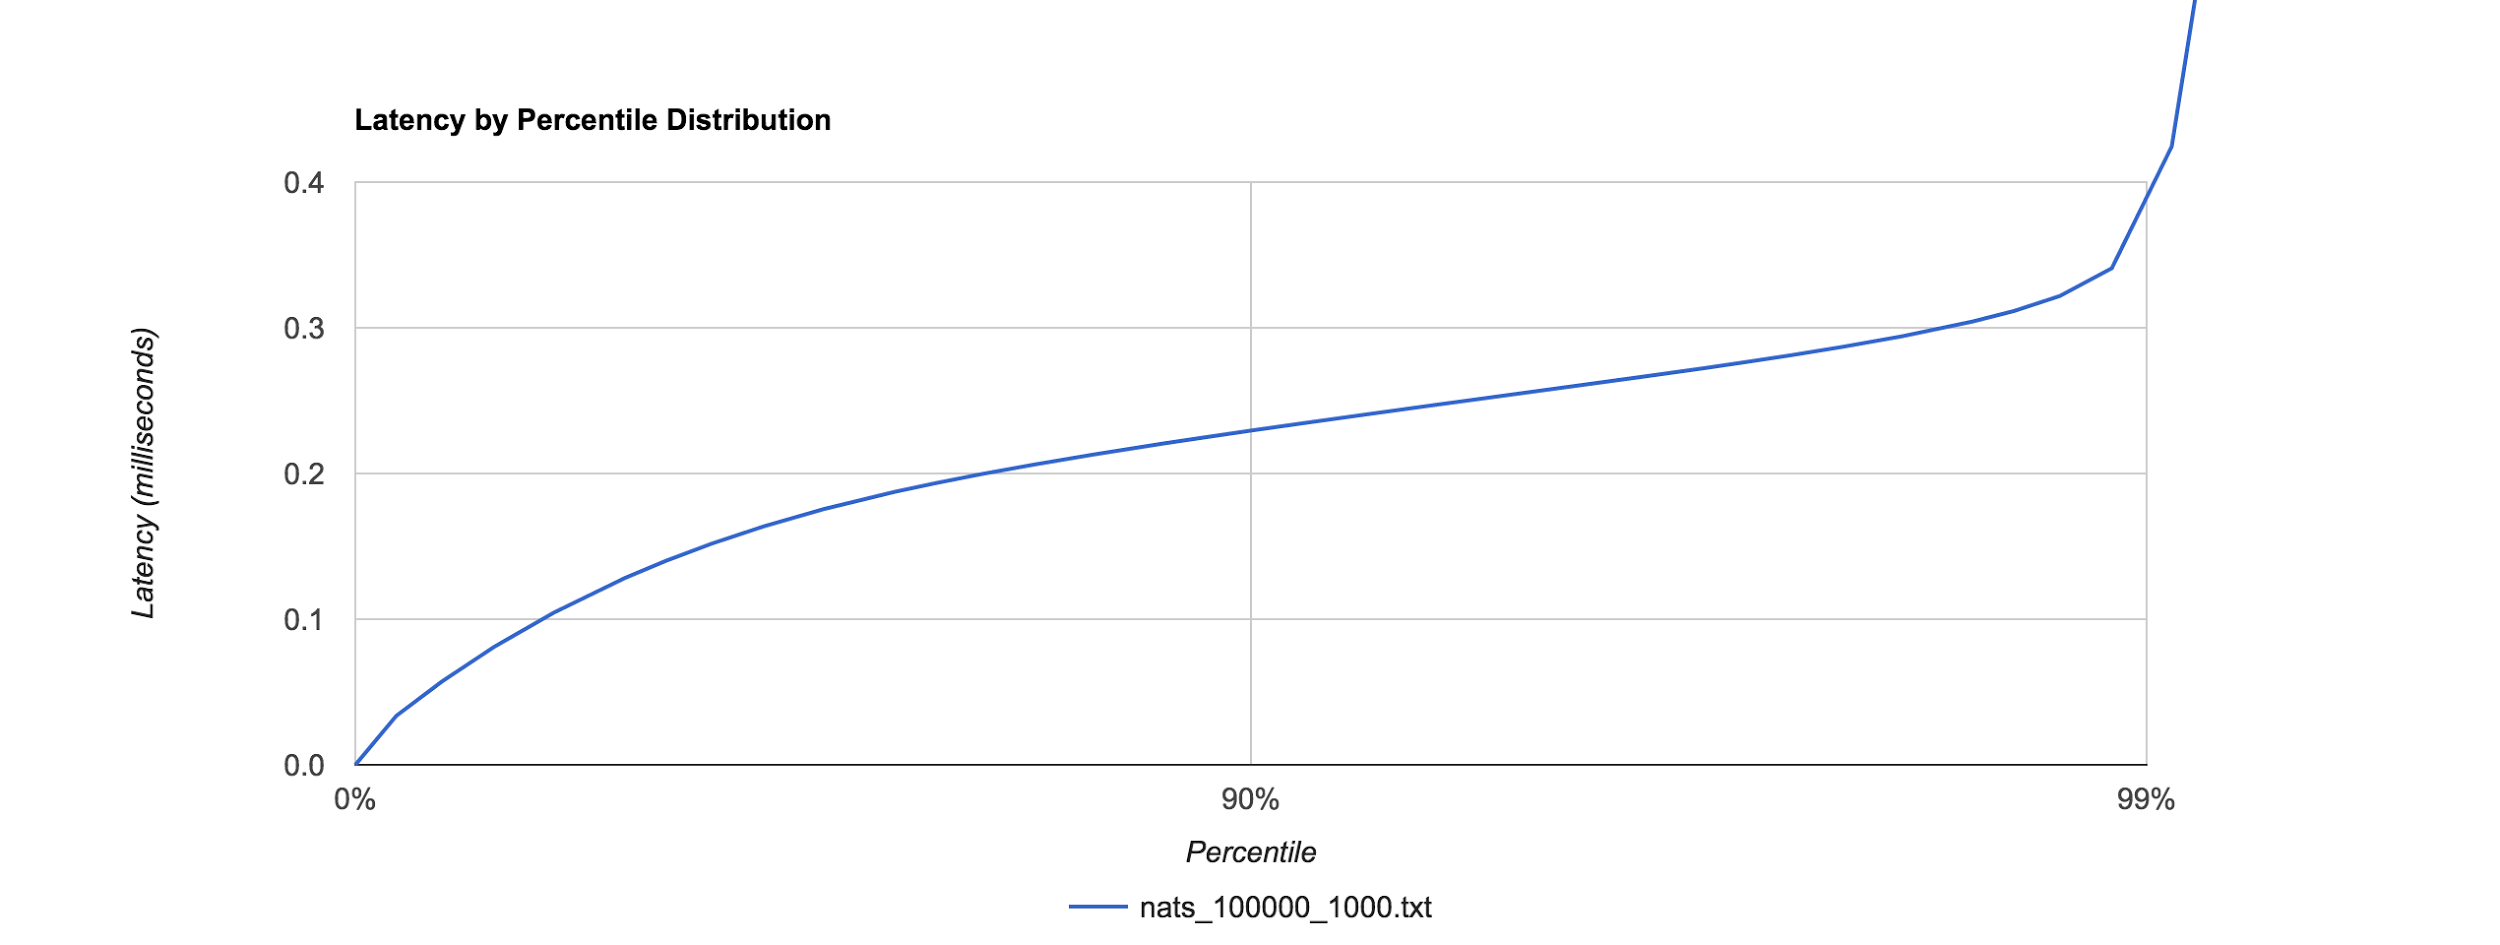 Latency by Percentile Distribution
0.4
0.3
0.2
0.1
0.0
Latency (milliseconds)
0%
90%
99%
Percentile
nats_100000_1000.txt